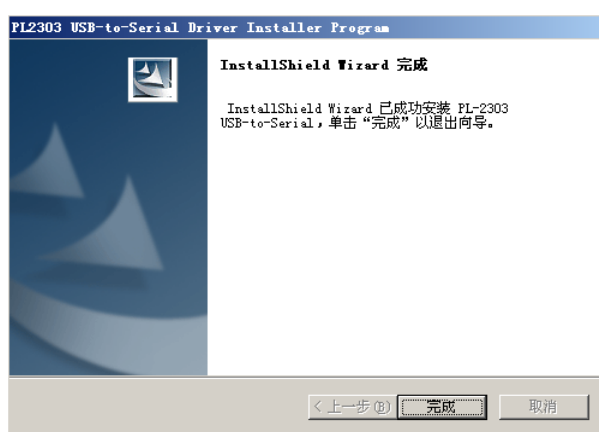 PL2303 USB-to-Serial Driver Installer Program
InstallShield Wizard 完成
InstallShield Wizard 已成功安装 PL-2303
USB-to-Serial，单击“完成”以退出向导。
< 上一步(B)
完成
取消